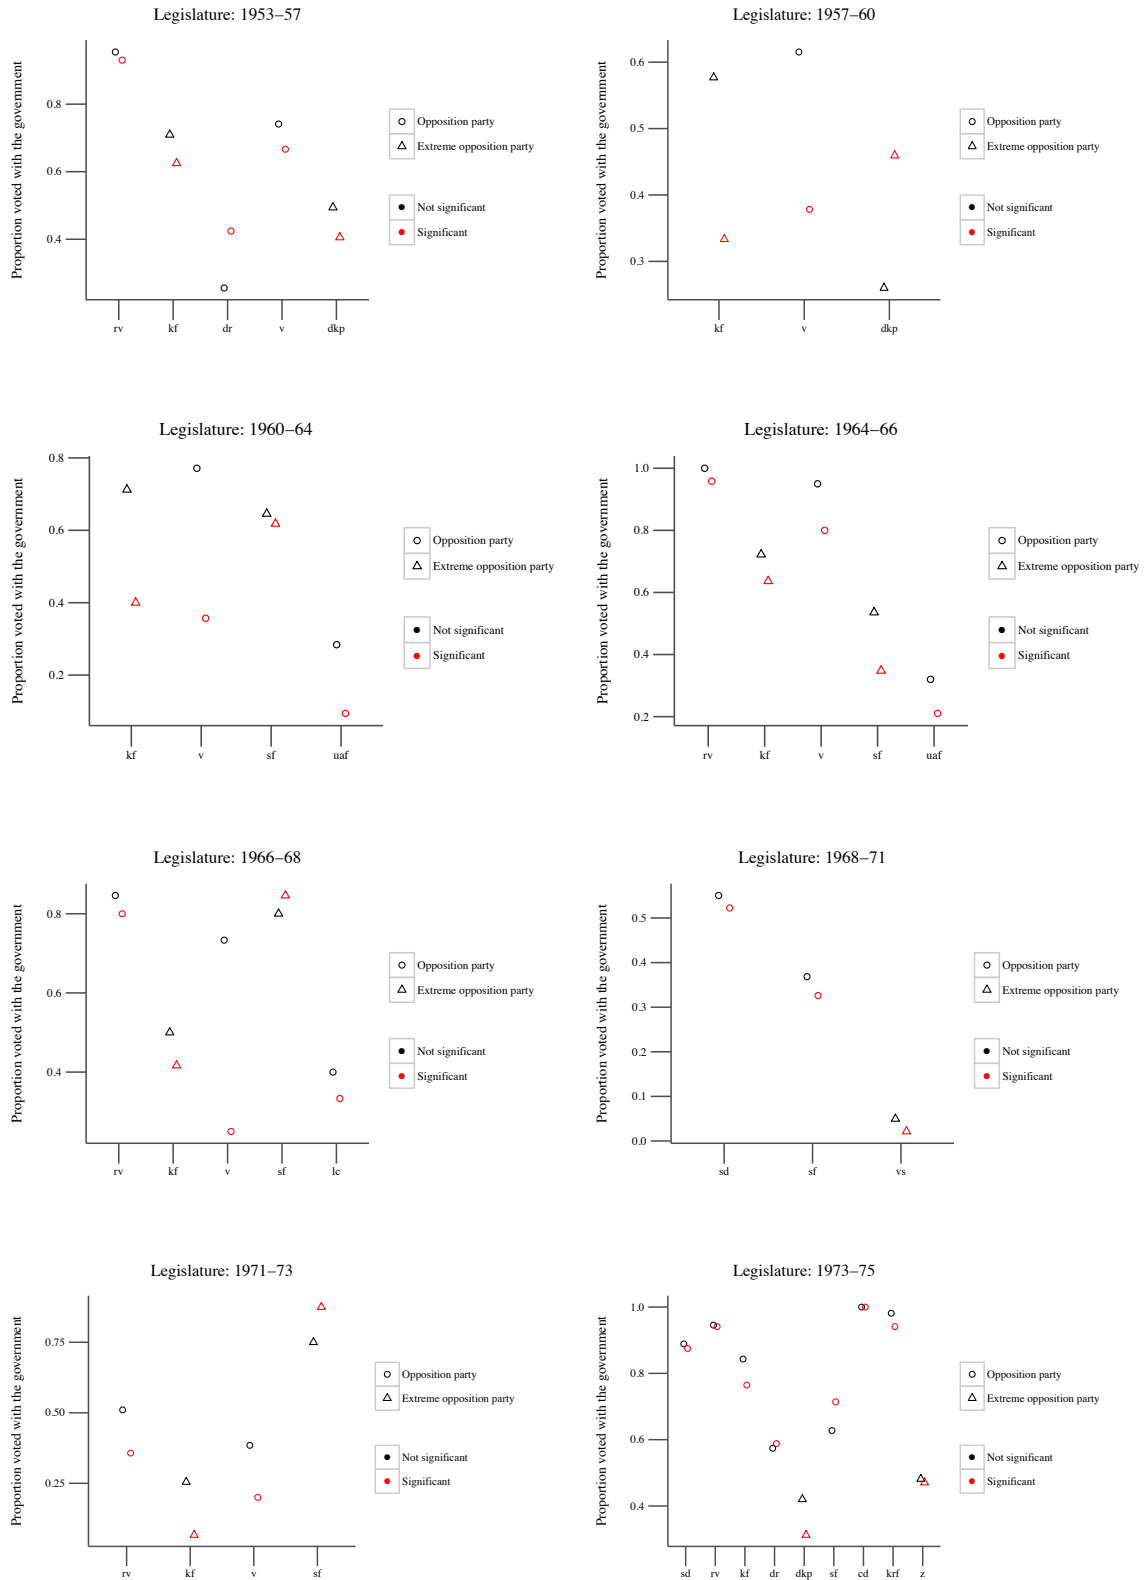 Legislature: 1953–57
Proportion voted with the government
0.8
0.6
0.4
rv kf dr v dkp
Opposition party
Extreme opposition party
Not significant
Significant
Legislature: 1957–60
Proportion voted with the government
0.6
0.5
0.4
0.3
kf v dkp
Opposition party
Extreme opposition party
Not significant
Significant
Legislature: 1960–64
Proportion voted with the government
0.8
0.6
0.4
0.2
kf v sf uaf
Opposition party
Extreme opposition party
Not significant
Significant
Legislature: 1964–66
Proportion voted with the government
1.0
0.8
0.6
0.4
0.2
rv kf v sf uaf
Opposition party
Extreme opposition party
Not significant
Significant
Legislature: 1966–68
Proportion voted with the government
0.8
0.6
0.4
rv kf v sf lc
Opposition party
Extreme opposition party
Not significant
Significant
Legislature: 1968–71
Proportion voted with the government
0.5
0.4
0.3
0.2
0.1
0.0
sd sf vs
Opposition party
Extreme opposition party
Not significant
Significant
Legislature: 1971–73
Proportion voted with the government
0.75
0.50
0.25
rv kf v sf
Opposition party
Extreme opposition party
Not significant
Significant
Legislature: 1973–75
Proportion voted with the government
1.0
0.8
0.6
0.4
sd rv kf dr dkp sf cd krf z
Opposition party
Extreme opposition party
Not significant
Significant